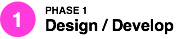 1
PHASE 1
Design / Develop